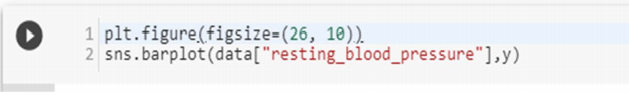 1 plt.figure(figsize=(26, 10))
2 sns.barplot(data["resting_blood_pressure"],y)